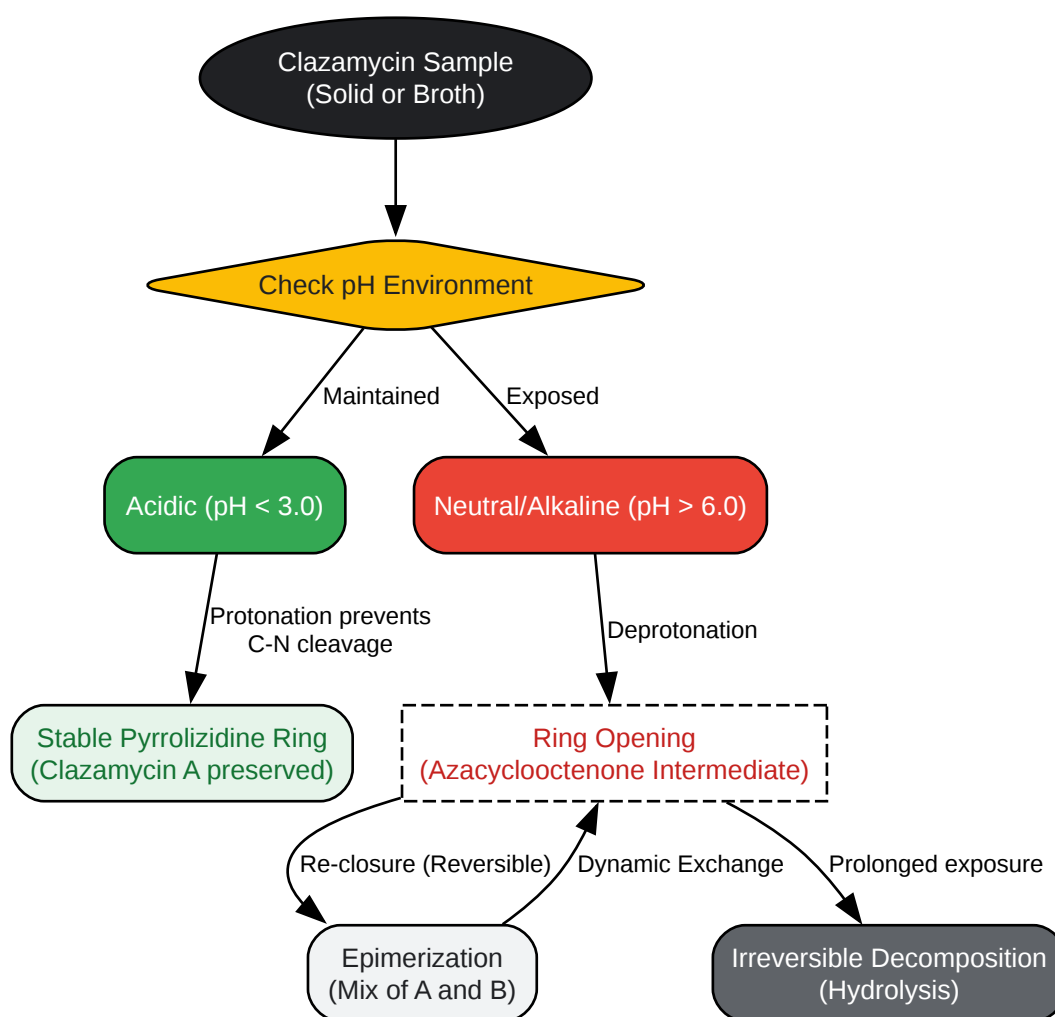 Clazamycin Sample
(Solid or Broth)
Check pH Environment
Maintained
Exposed
Acidic (pH < 3.0)
Neutral/Alkaline (pH > 6.0)
Protonation prevents
C-N cleavage
Deprotonation
Stable Pyrrolizidine Ring
(Clazamycin A preserved)
Ring Opening
(Azacyclooctenone Intermediate)
Re-closure (Reversible)
Dynamic Exchange
Prolonged exposure
Epimerization
(Mix of A and B)
Irreversible Decomposition
(Hydrolysis)